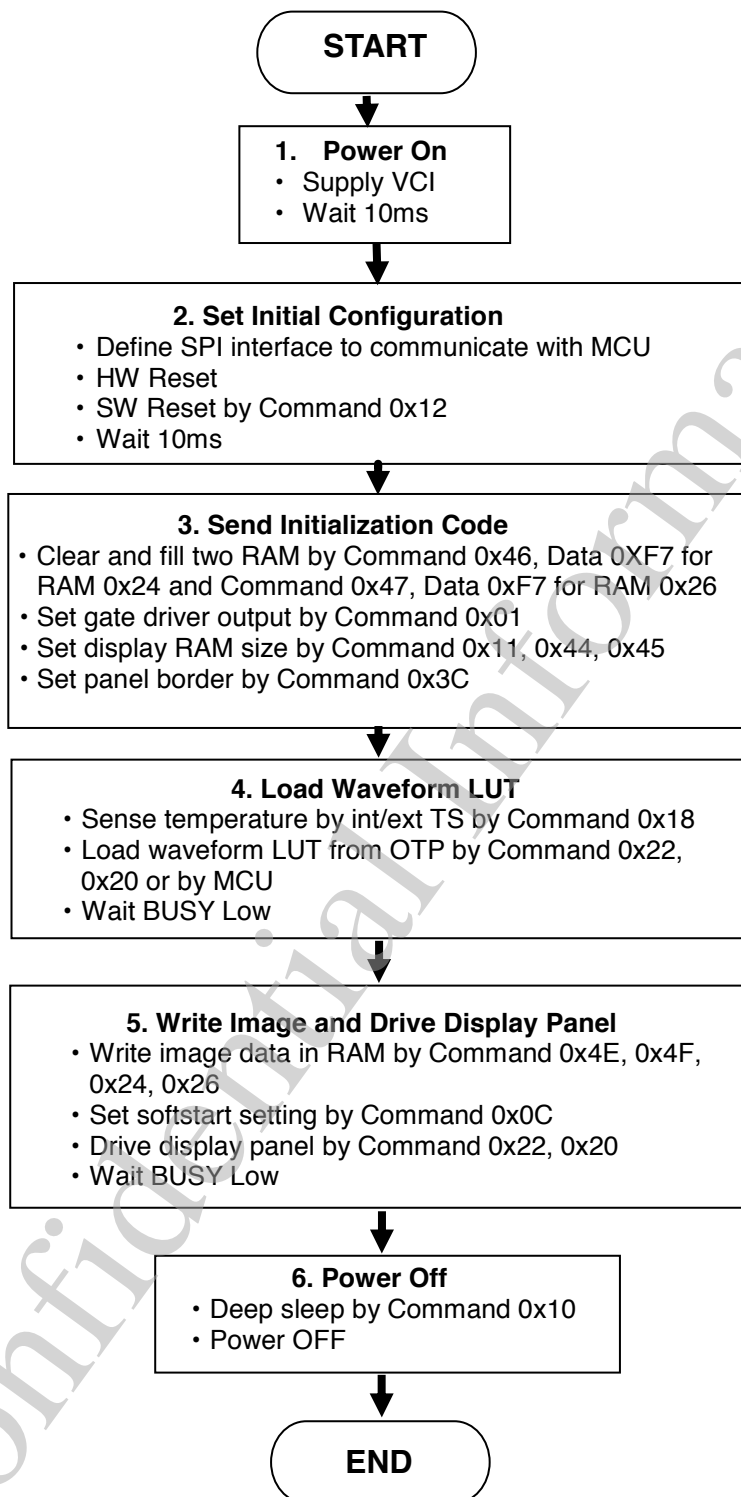 START
1. Power On
• Supply VCI
• Wait 10ms
2. Set Initial Configuration
• Define SPI interface to communicate with MCU
• HW Reset
• SW Reset by Command 0x12
• Wait 10ms
3. Send Initialization Code
• Clear and fill two RAM by Command 0x46, Data 0XF7 for
RAM 0x24 and Command 0x47, Data 0xF7 for RAM 0x26
• Set gate driver output by Command 0x01
• Set display RAM size by Command 0x11, 0x44, 0x45
• Set panel border by Command 0x3C
4. Load Waveform LUT
• Sense temperature by int/ext TS by Command 0x18
• Load waveform LUT from OTP by Command 0x22,
0x20 or by MCU
• Wait BUSY Low
5. Write Image and Drive Display Panel
• Write image data in RAM by Command 0x4E, 0x4F,
0x24, 0x26
• Set softstart setting by Command 0x0C
• Drive display panel by Command 0x22, 0x20
• Wait BUSY Low
6. Power Off
• Deep sleep by Command 0x10
• Power OFF
END
onfidential Informa